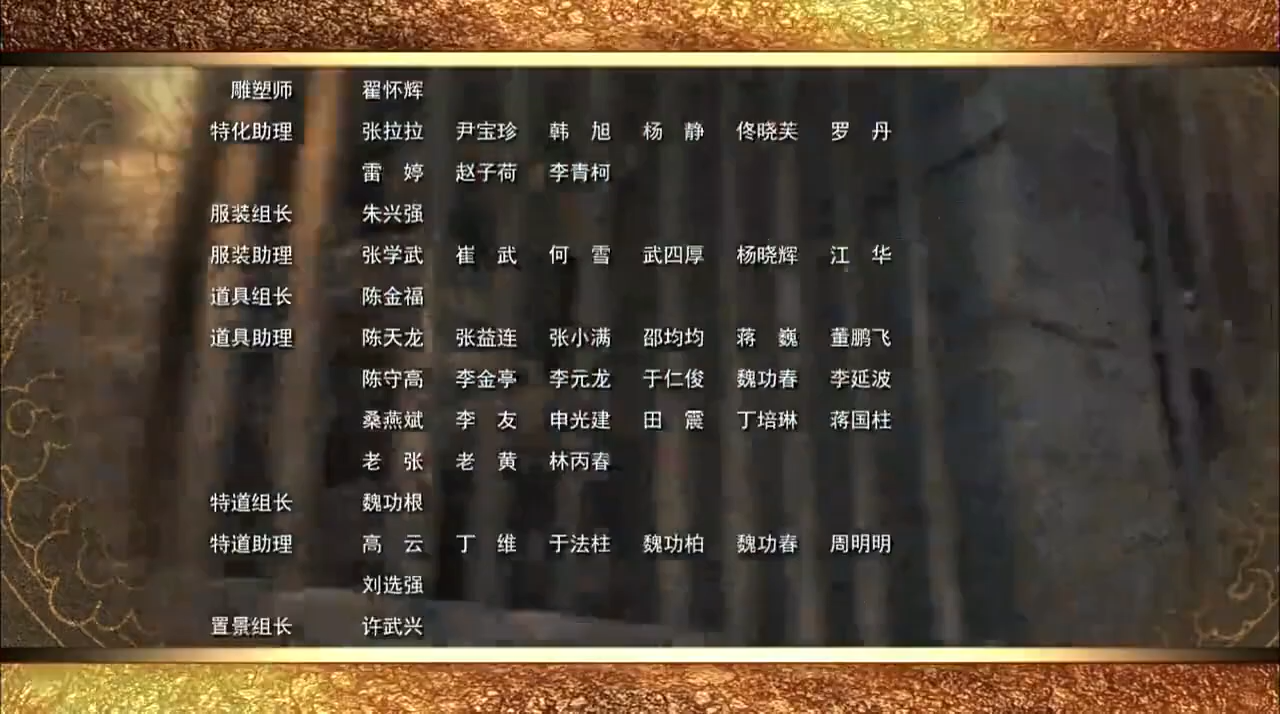 雕塑师 翟怀辉
特化助理 张拉拉 尹宝珍 韩 旭 杨 静 佟晓芙 罗 丹
雷 婷 赵子荷 李青柯
服装组长 朱兴强
服装助理 张学武 崔 武 何 雪 武四厚 杨晓辉 江 华
道具组长 陈金福
道具助理 陈天龙 张益连 张小满 邵均均 蒋 巍 董鹏飞
陈守高 李金亭 李元龙 于仁俊 魏功春 李延波
桑燕斌 李 友 申光建 田 震 丁培琳 蒋国柱
老 张 老 黄 林丙春
特道组长 魏功根
特道助理 高 云 丁 维 于法柱 魏功柏 魏功春 周明明
刘选强
置景组长 许武兴